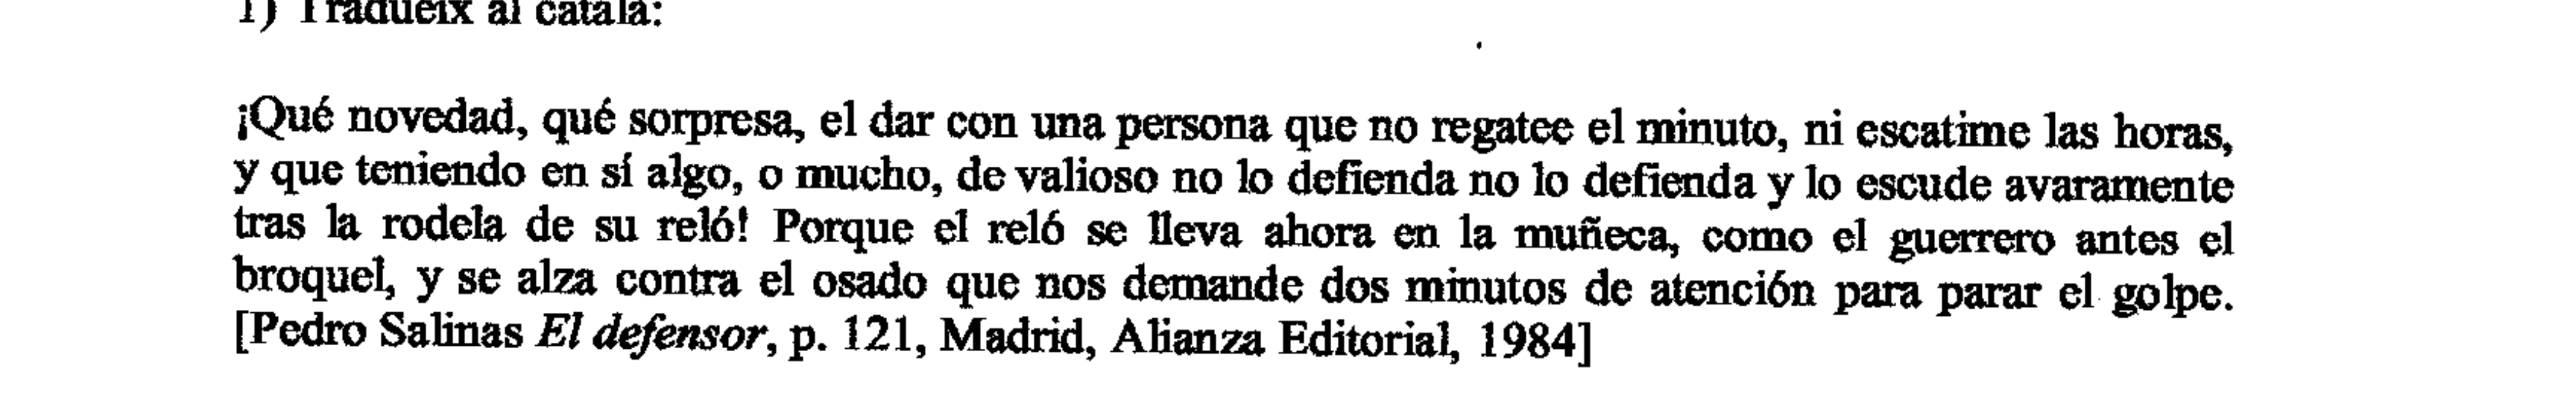 1) Tradueix al català:
¡Qué novedad, qué sorpresa, el dar con una persona que no regatee el minuto, ni escatime las horas,
y que teniendo en sí algo, o mucho, de valioso no lo defienda no lo defienda y lo escude avaramente
tras la rodela de su reló! Porque el reló se lleva ahora en la muñeca, como el guerrero antes el
broquel, y se alza contra el osado que nos demande dos minutos de atención para parar el golpe.
[Pedro Salinas El defensor, p. 121, Madrid, Alianza Editorial, 1984]